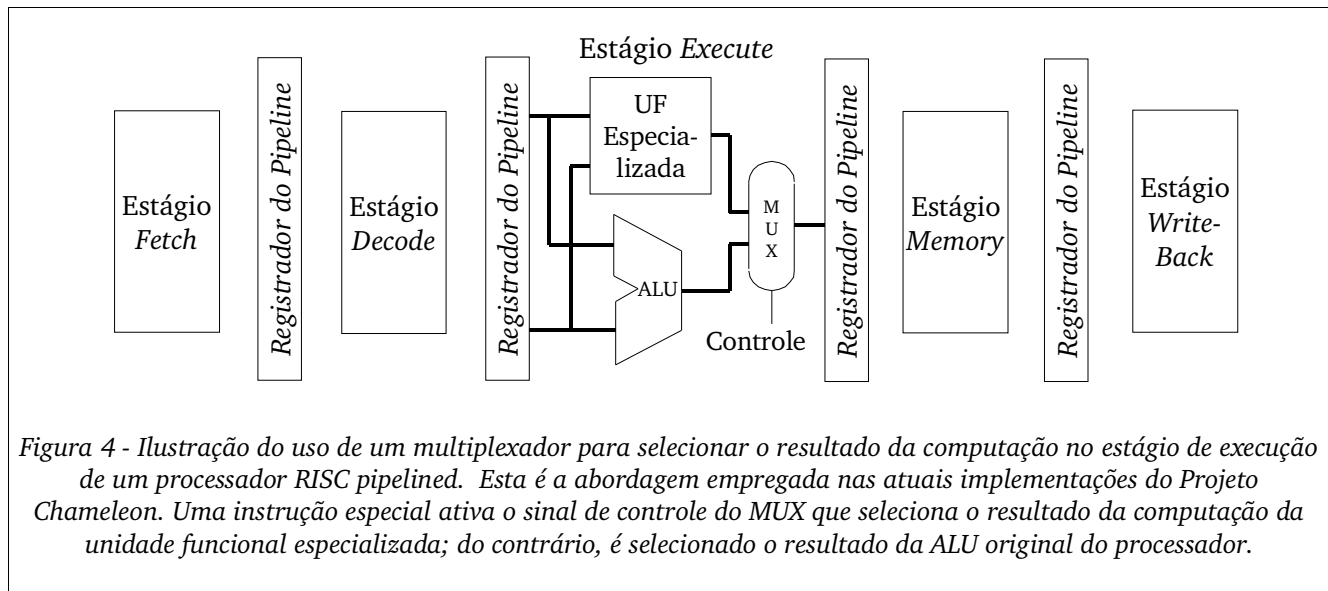 Estágio Execute
Estágio
Fetch
Registrador do Pipeline
Estágio
Decode
Registrador do Pipeline
UF
Especia-
lizada
ALU
M
U
X
Controle
Registrador do Pipeline
Estágio
Memory
Registrador do Pipeline
Estágio
Write-
Back
Figura 4 - Ilustração do uso de um multiplexador para selecionar o resultado da computação no estágio de execução
de um processador RISC pipelined. Esta é a abordagem empregada nas atuais implementações do Projeto
Chameleon. Uma instrução especial ativa o sinal de controle do MUX que seleciona o resultado da computação da
unidade funcional especializada; do contrário, é selecionado o resultado da ALU original do processador.